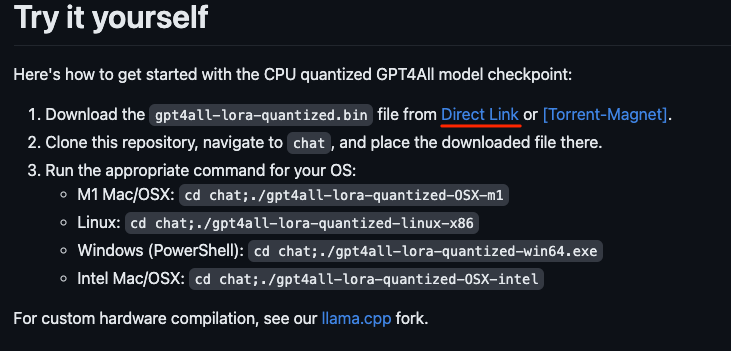 Try it yourself
Here's how to get started with the CPU quantized GPT4All model checkpoint:
1. Download the gpt4all-lora-quantized.bin file from Direct Link or [Torrent-Magnet].
2. Clone this repository, navigate to chat, and place the downloaded file there.
3. Run the appropriate command for your OS:
◦ M1 Mac/OSX: cd chat;./gpt4all-lora-quantized-OSX-m1
◦ Linux: cd chat;./gpt4all-lora-quantized-linux-x86
◦ Windows (PowerShell): cd chat;./gpt4all-lora-quantized-win64.exe
◦ Intel Mac/OSX: cd chat;./gpt4all-lora-quantized-OSX-intel
For custom hardware compilation, see our llama.cpp fork.